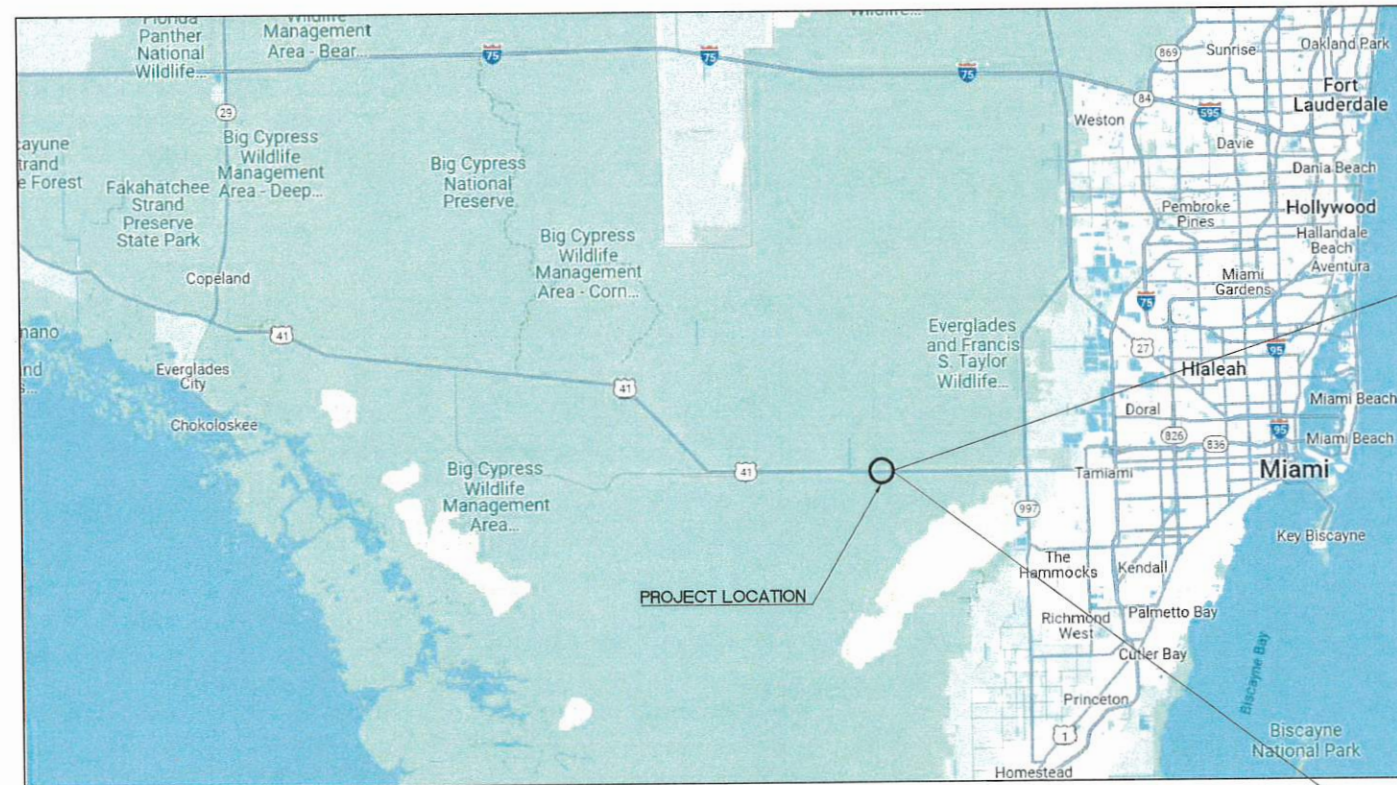 Florida
Panther
National
Wildlife...
Wildlife
Management
Area - Bear...
Wildlife...
75
75
75
869
Sunrise
Oakland Park
Fort
Lauderdale
84
595
Weston
Davie
29
Big Cypress
Wildlife
Management
Area - Deep...
Big Cypress
National
Preserve
cayune
trand
e Forest
Fakahatchee
Strand
Preserve
State Park
Dania Beach
Pembroke
Pines
Hollywood
Hallandale
Beach
Aventura
Big Cypress
Wildlife
Management
Area - Corn...
Copeland
Miami
Gardens
75
41
Everglades
and Francis
S. Taylor
Wildlife...
27
95
Hialeah
Everglades
City
41
Chokoloskee
Doral
Miami Beach
826
836
95
Miami Beach
Big Cypress
Wildlife
Management
Area...
41
Tamiami
Miami
997
Key Biscayne
The
Hammocks
Kendall
PROJECT LOCATION
Richmond
West
Palmetto Bay
Cutler Bay
Princeton
Biscayne Bay
1
Biscayne
National Park
Homestead